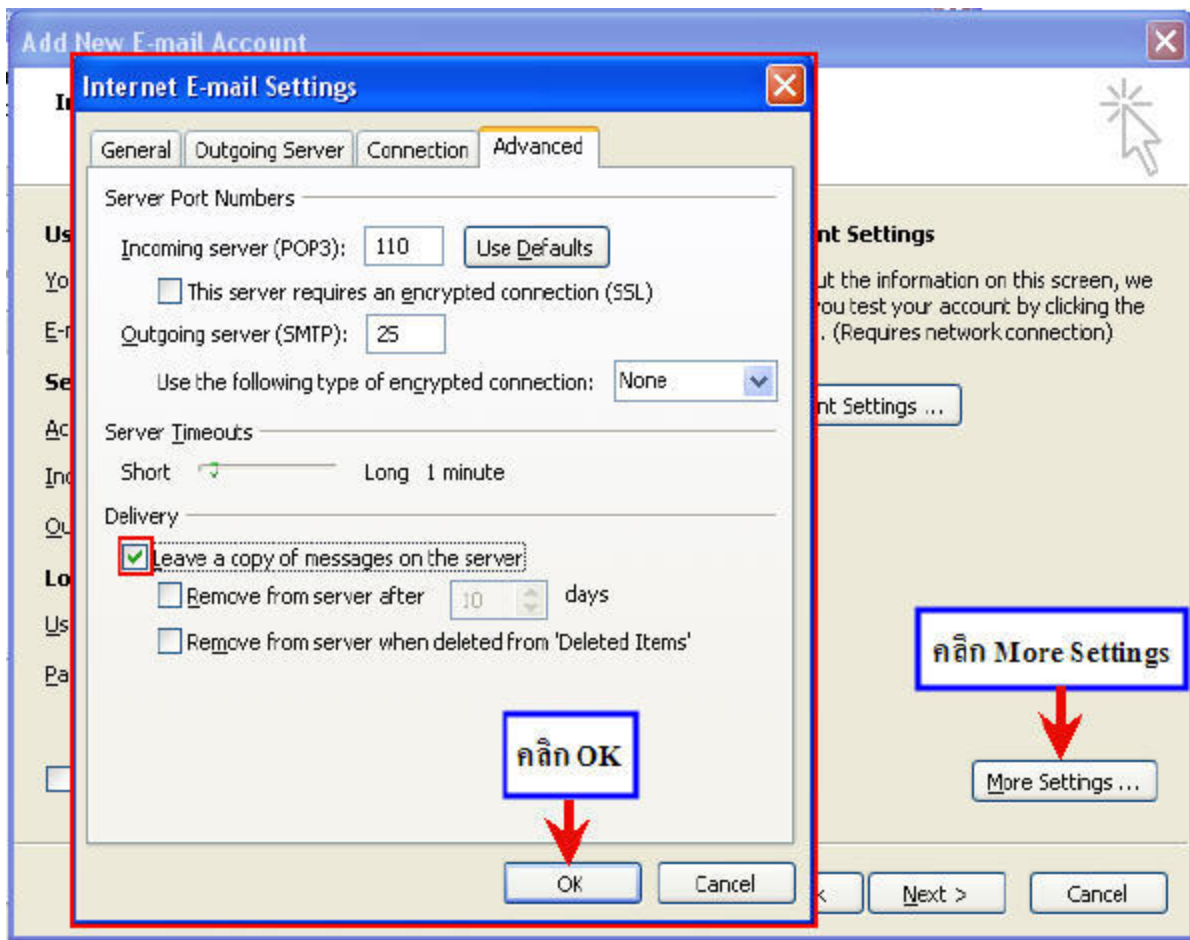 Add New E-mail Account
Internet E-mail Settings
General Outgoing Server Connection Advanced
Server Port Numbers
Incoming server (POP3): 110 Use Defaults
This server requires an encrypted connection (SSL)
Outgoing server (SMTP): 25
Use the following type of encrypted connection: None
Server Timeouts
Short Long 1 minute
Delivery
Leave a copy of messages on the server
Remove from server after 10 days
Remove from server when deleted from 'Deleted Items'
คลิก OK
OK Cancel
nt Settings
ut the information on this screen, we
ou test your account by clicking the
. (Requires network connection)
nt Settings ...
คลิก More Settings
More Settings ...
Next > Cancel